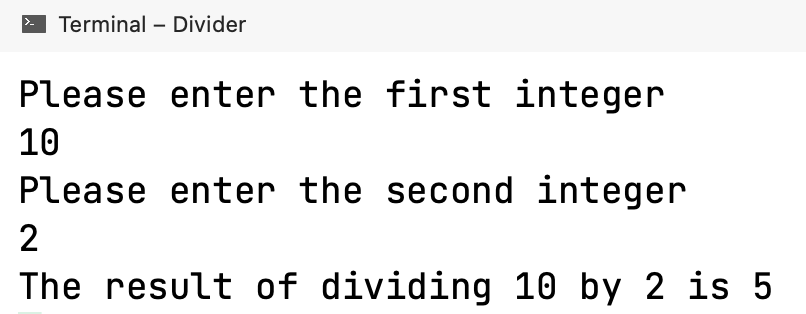 Terminal – Divider
Please enter the first integer
10
Please enter the second integer
2
The result of dividing 10 by 2 is 5